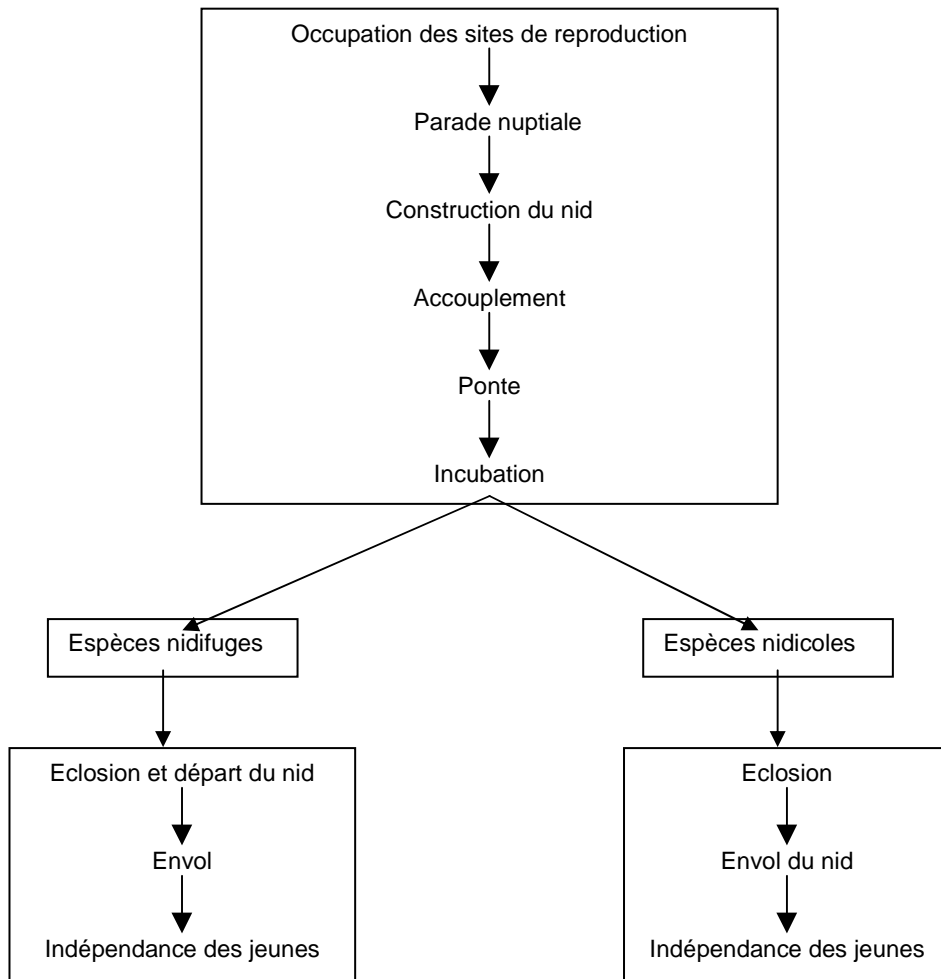 Occupation des sites de reproduction
Parade nuptiale
Construction du nid
Accouplement
Ponte
Incubation
Espèces nidifuges
Espèces nidicoles
Eclosion et départ du nid
Envol
Indépendance des jeunes
Eclosion
Envol du nid
Indépendance des jeunes